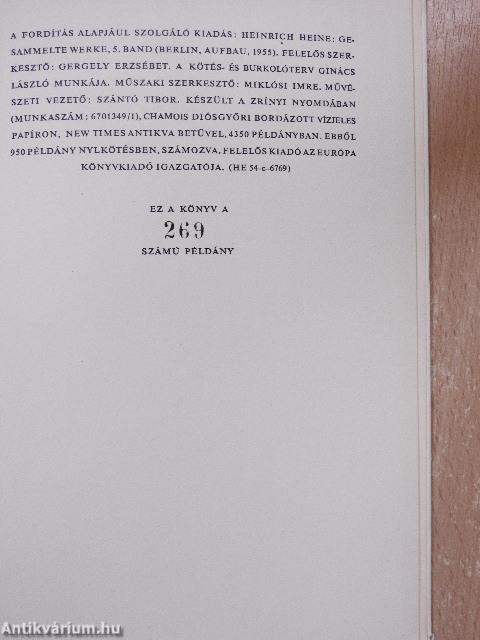 A FORDÍTÁS ALAPJÁUL SZOLGÁLÓ KIADÁS: HEINRICH HEINE: GE-
SAMMELTE WERKE, 5. BAND (BERLIN, AUFBAU, 1955). FELELŐS SZER-
KESZTŐ: GERGELY ERZSÉBET. A KÖTÉS- ÉS BURKOLÓTERV GINÁCS
LÁSZLÓ MUNKÁJA. MŰSZAKI SZERKESZTŐ: MIKLÓSI IMRE. MŰVÉ-
SZETI VEZETŐ: SZÁNTÓ TIBOR. KÉSZÜLT A ZRÍNYI NYOMDÁBAN
(MUNKASZÁM: 6701349/1), CHAMOIS DIÓSGYŐRI BORDÁZOTT VÍZJELES
PAPÍRON, NEW TIMES ANTIKVA BETŰVEL, 4350 PÉLDÁNYBAN. EBBŐL
950 PÉLDÁNY NYLKÖTÉSBEN, SZÁMOZVA. FELELŐS KIADÓ AZ EURÓPA
KÖNYVKIADÓ IGAZGATÓJA. (HE 54-c-6769)
EZ A KÖNYV A
269
SZÁMÚ PÉLDÁNY
Antikvárium.hu